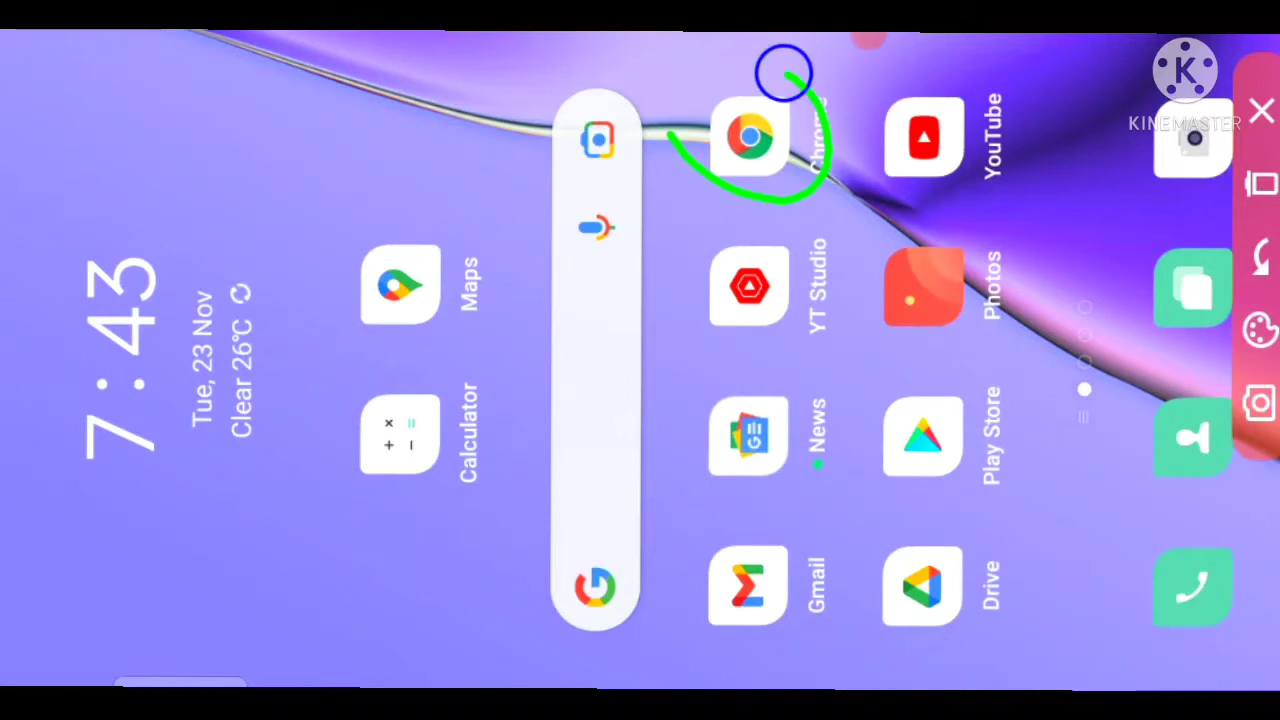 7:43
Tue, 23 Nov
Clear 26°C
Calculator
Maps
Gmail
News
YT Studio
Chrome
Drive
Play Store
Photos
YouTube
KINEMASTER